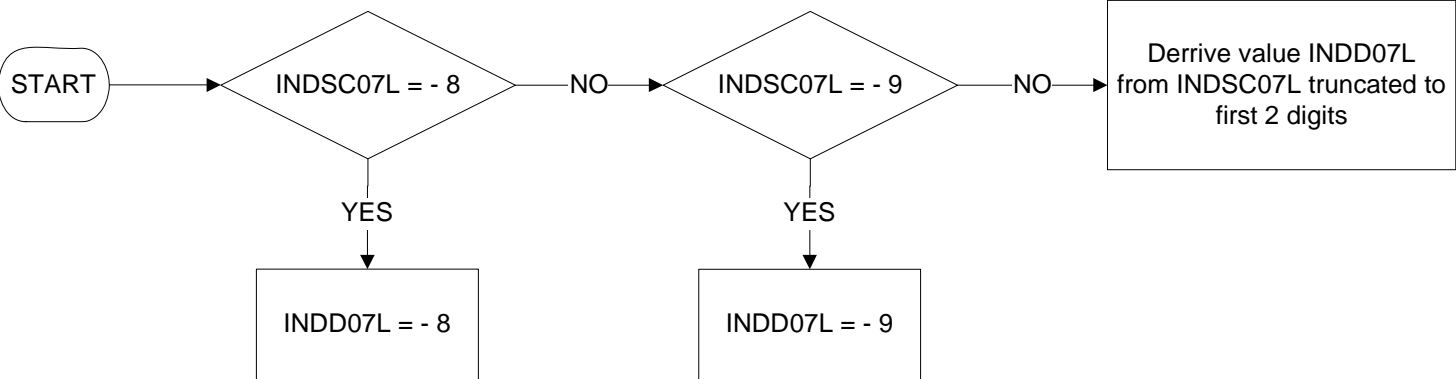 START
INDSC07L = - 8
NO
INDSC07L = - 9
NO
Derrive value INDD07L
from INDSC07L truncated to
first 2 digits
YES
YES
INDD07L = - 8
INDD07L = - 9